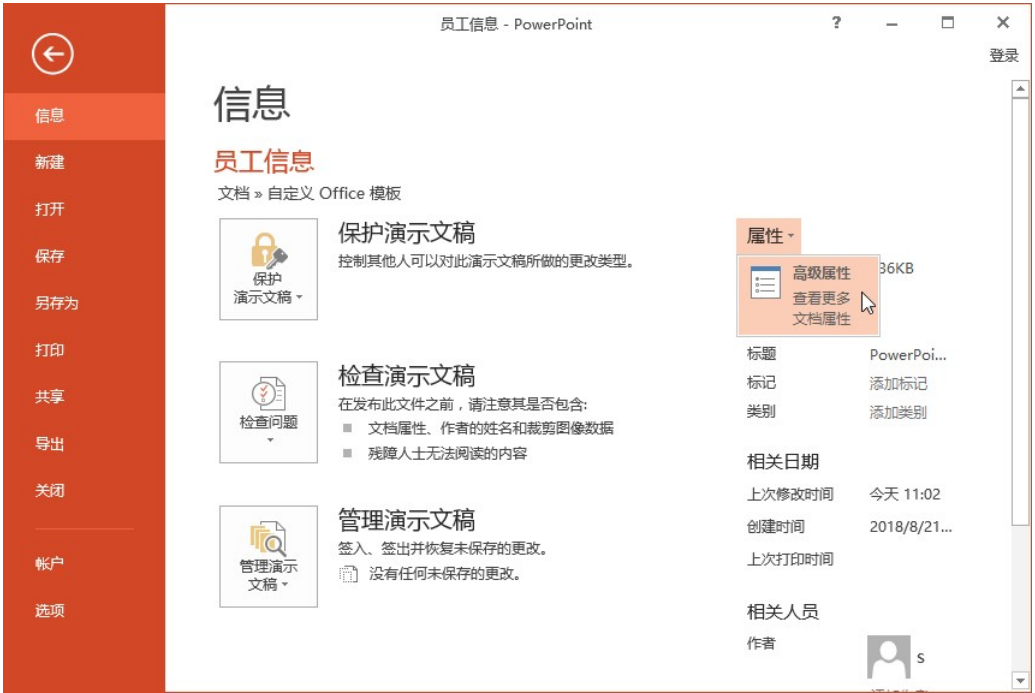 员工信息 - PowerPoint
?
登录
信息
新建
打开
保存
另存为
打印
共享
导出
关闭
帐户
选项
信息
员工信息
文档 » 自定义 Office 模板
保护
演示文稿
保护演示文稿
控制其他人可以对此演示文稿所做的更改类型。
检查问题
检查演示文稿
在发布此文件之前，请注意其是否包含:
文档属性、作者的姓名和裁剪图像数据
残障人士无法阅读的内容
管理演示
文稿
管理演示文稿
签入、签出并恢复未保存的更改。
没有任何未保存的更改。
属性
高级属性
查看更多
文档属性
36KB
标题 PowerPoi...
标记 添加标记
类别 添加类别
相关日期
上次修改时间 今天 11:02
创建时间 2018/8/21...
上次打印时间
相关人员
作者
s